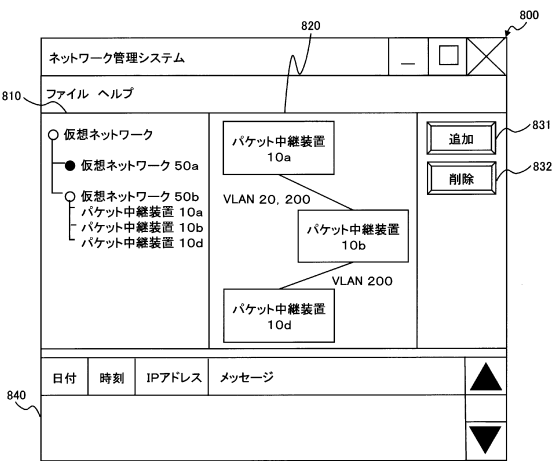 800
820
ネットワーク管理システム
810
ファイル ヘルプ
仮想ネットワーク
仮想ネットワーク 50a
仮想ネットワーク 50b
パケット中継装置 10a
パケット中継装置 10b
パケット中継装置 10d
パケット中継装置
10a
VLAN 20, 200
パケット中継装置
10b
VLAN 200
パケット中継装置
10d
追加
831
削除
832
日付 時刻 IPアドレス メッセージ
840